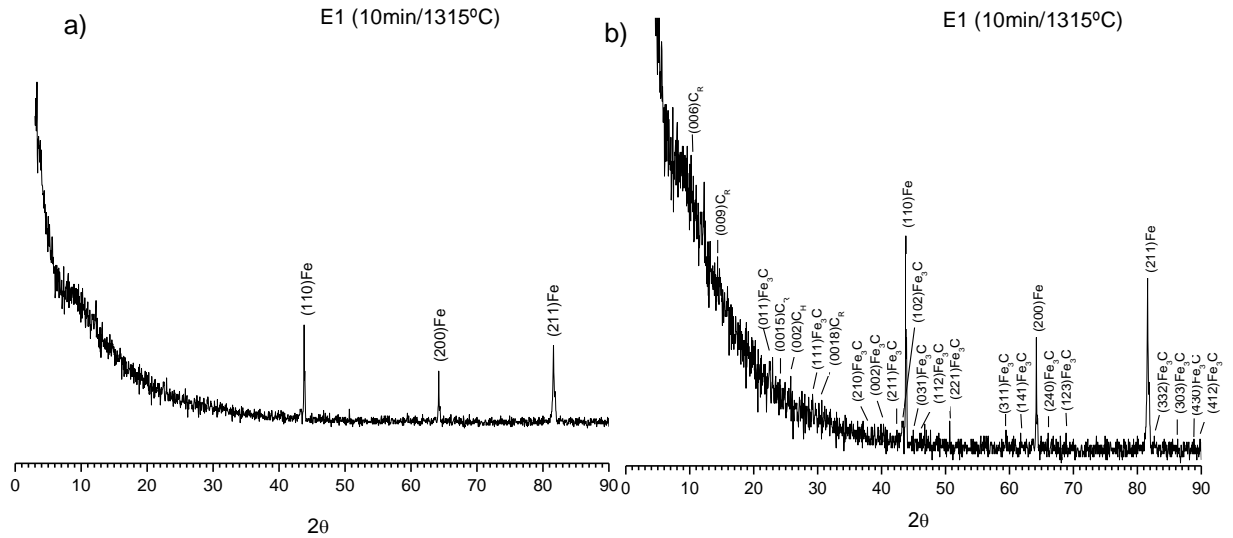 a)
E1 (10min/1315ºC)
(110)Fe
(200)Fe
(211)Fe
0 10 20 30 40 50 60 70 80 90
2θ
b)
E1 (10min/1315ºC)
(006)C_R
(009)C_R
(011)Fe₃C
(0015)C_R
(002)C_H
(111)Fe₃C
(0018)C_R
(210)Fe₃C
(002)Fe₃C
(211)Fe₃C
(110)Fe
(102)Fe₃C
(031)Fe₃C
(112)Fe₃C
(221)Fe₃C
(311)Fe₃C
(141)Fe₃C
(200)Fe
(240)Fe₃C
(123)Fe₃C
(211)Fe
(332)Fe₃C
(303)Fe₃C
(430)Fe₃C
(412)Fe₃C
0 10 20 30 40 50 60 70 80 90
2θ